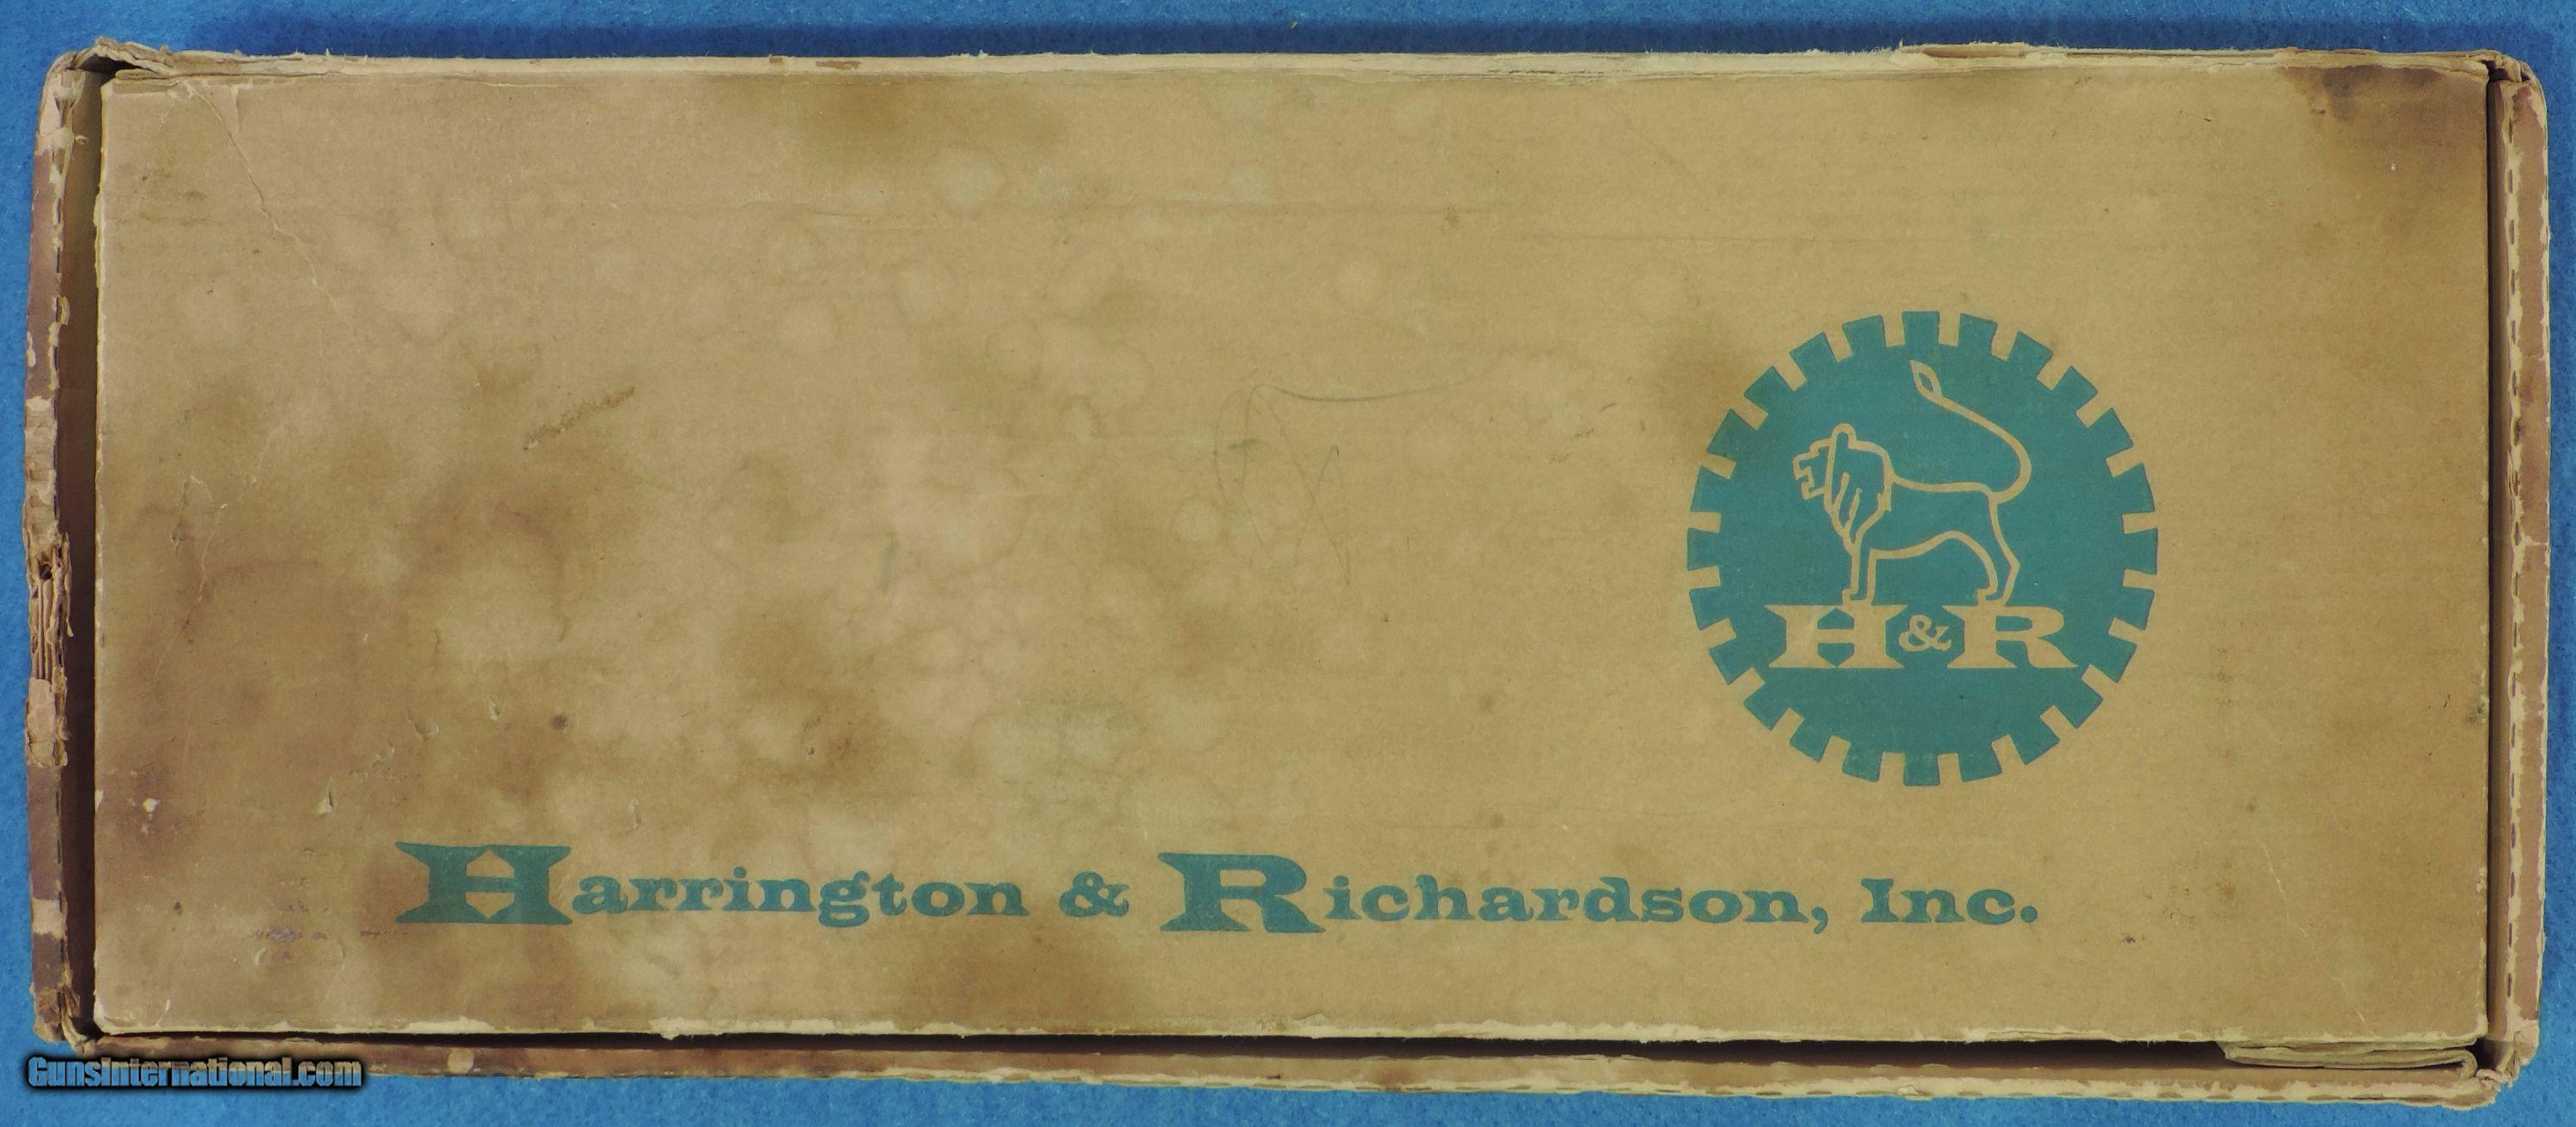 H&R
Harrington & Richardson, Inc.
GunsInternational.com